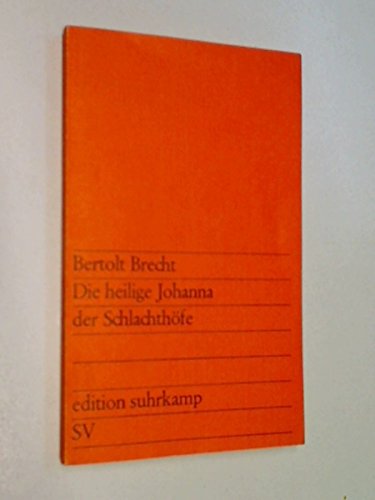 Bertolt Brecht
Die heilige Johanna
der Schlachthöfe
edition suhrkamp
SV